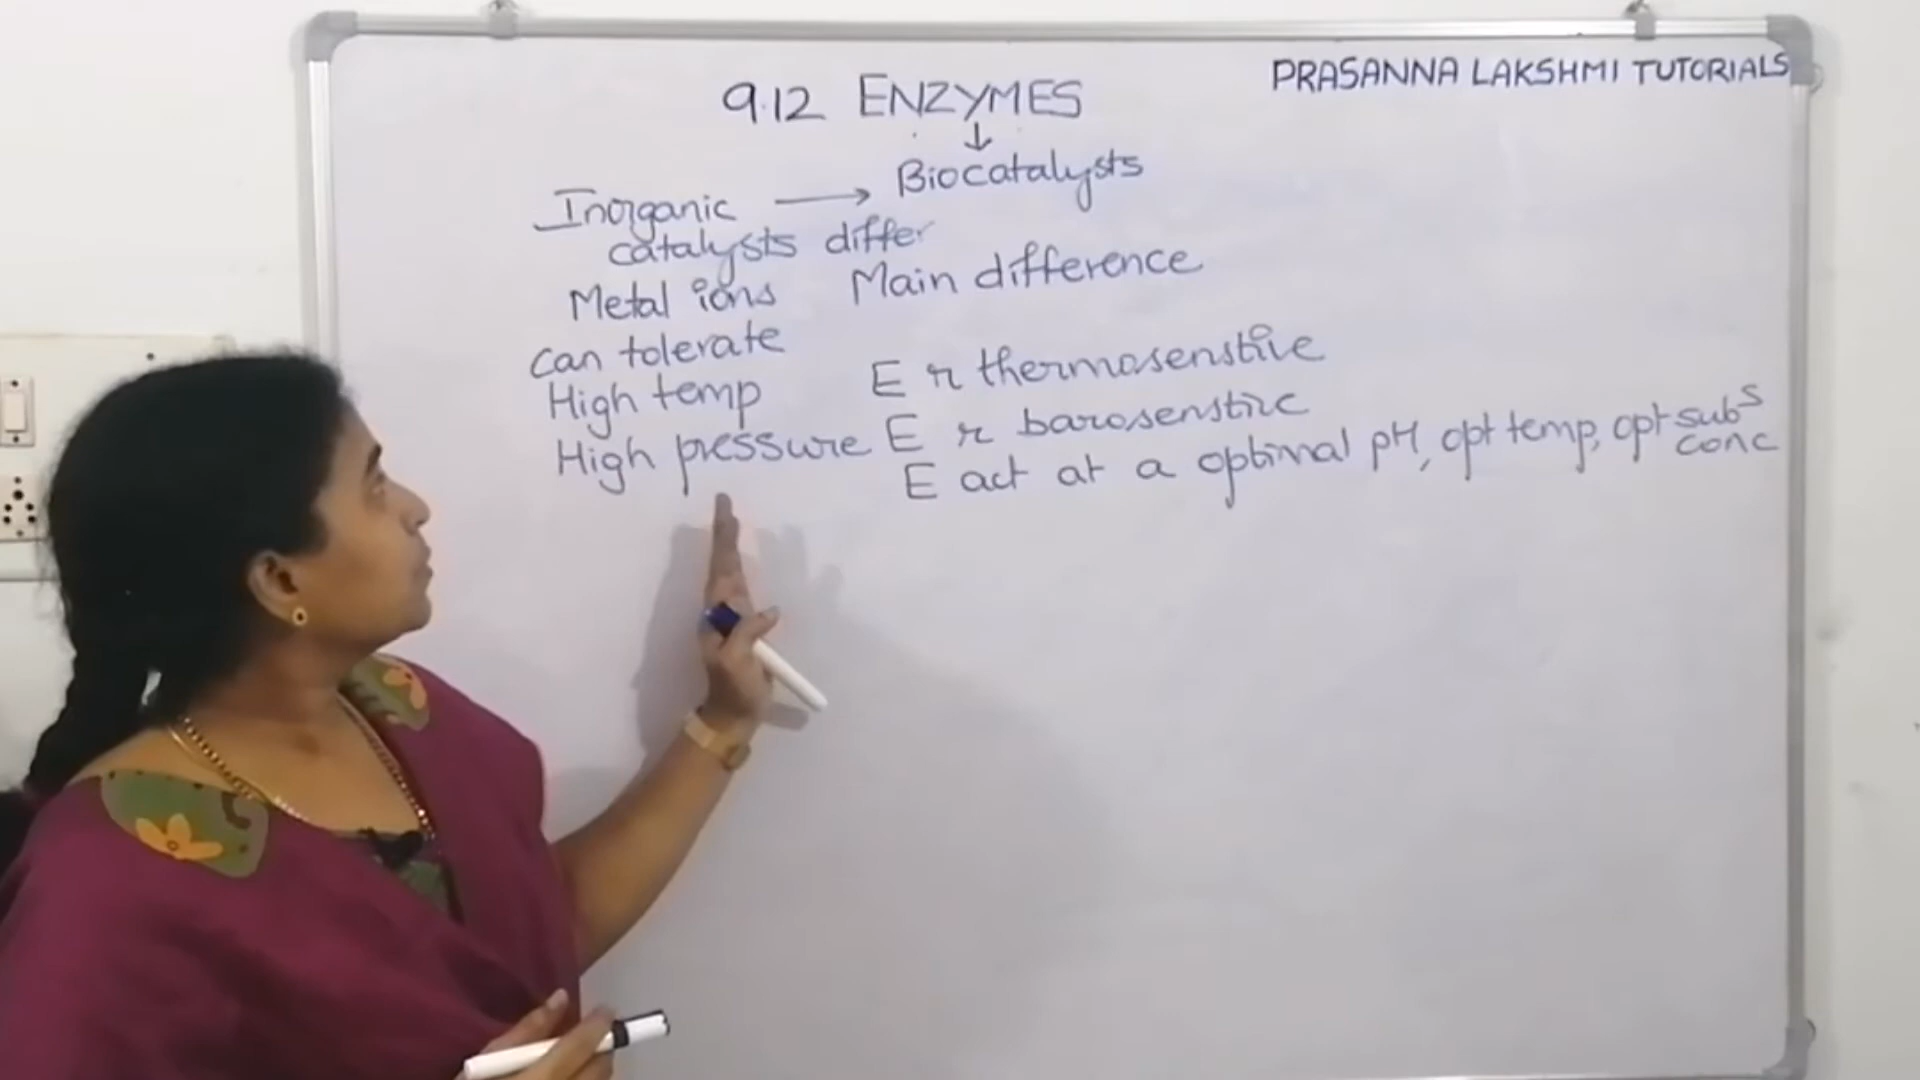 PRASANNA LAKSHMI TUTORIALS
9.12 ENZYMES
↓
Inorganic → Biocatalysts
catalysts differ
Metal ions Main difference
can tolerate
High temp E r thermosenstive
High pressure E r barosenstive
E act at a optimal pH, opt temp, opt subs conc